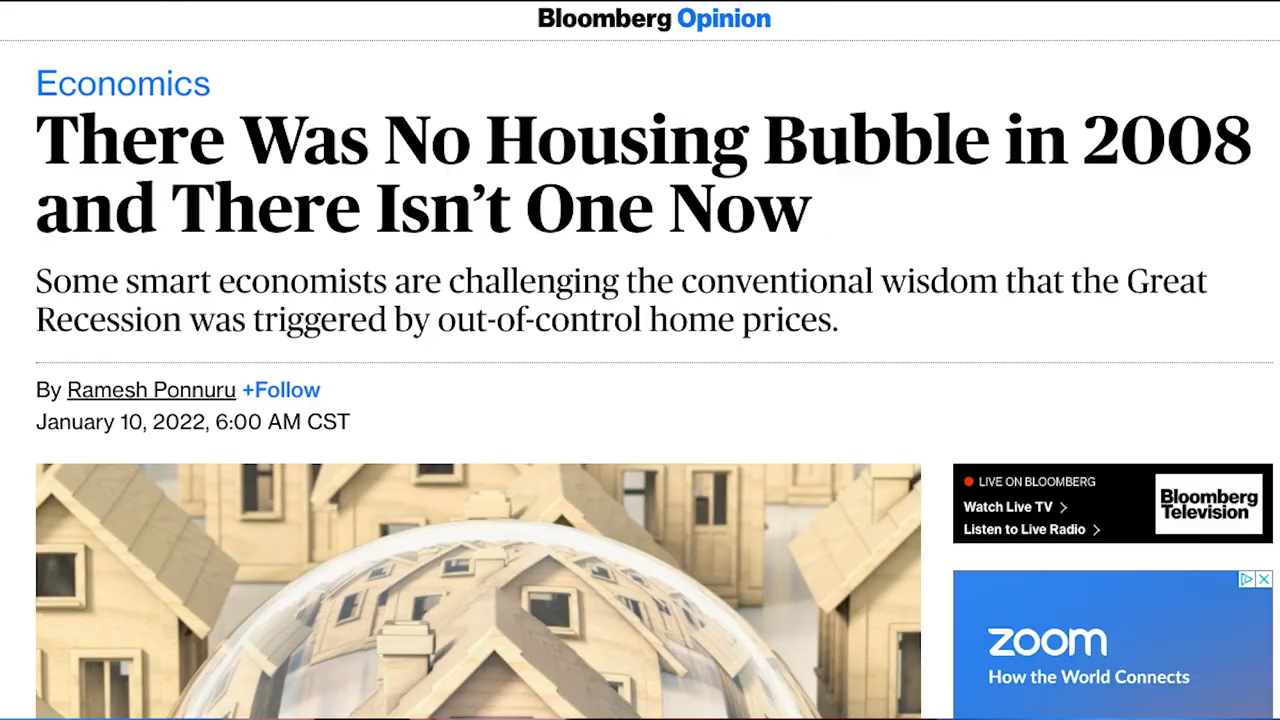 Bloomberg Opinion
Economics
There Was No Housing Bubble in 2008
and There Isn't One Now
Some smart economists are challenging the conventional wisdom that the Great
Recession was triggered by out-of-control home prices.
By Ramesh Ponnuru +Follow
January 10, 2022, 6:00 AM CST
LIVE ON BLOOMBERG
Watch Live TV >
Listen to Live Radio >
Bloomberg
Television
zoom
How the World Connects